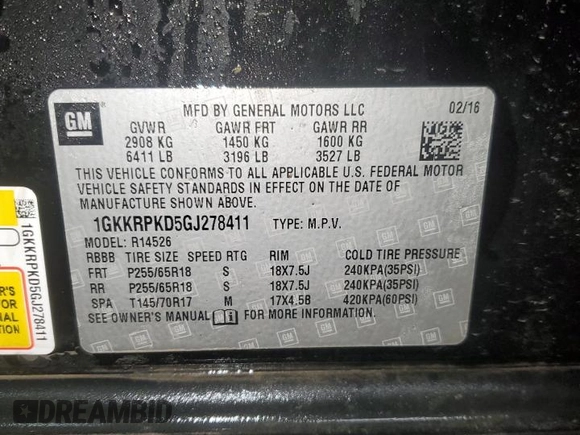 GM
MFD BY GENERAL MOTORS LLC 02/16
GVWR GAWR FRT GAWR RR
2908 KG 1450 KG 1600 KG
6411 LB 3196 LB 3527 LB
THIS VEHICLE CONFORMS TO ALL APPLICABLE U.S. FEDERAL MOTOR
VEHICLE SAFETY STANDARDS IN EFFECT ON THE DATE OF
MANUFACTURE SHOWN ABOVE.
1GKKRPKD5GJ278411 TYPE: M.P.V.
MODEL: R14526
RBBB TIRE SIZE SPEED RTG RIM COLD TIRE PRESSURE
FRT P255/65R18 S 18X7.5J 240KPA(35PSI)
RR P255/65R18 S 18X7.5J 240KPA(35PSI)
SPA T145/70R17 M 17X4.5B 420KPA(60PSI)
SEE OWNER'S MANUAL FOR MORE INFORMATION.
1GKKRPKD5GJ278411
DREAMBID